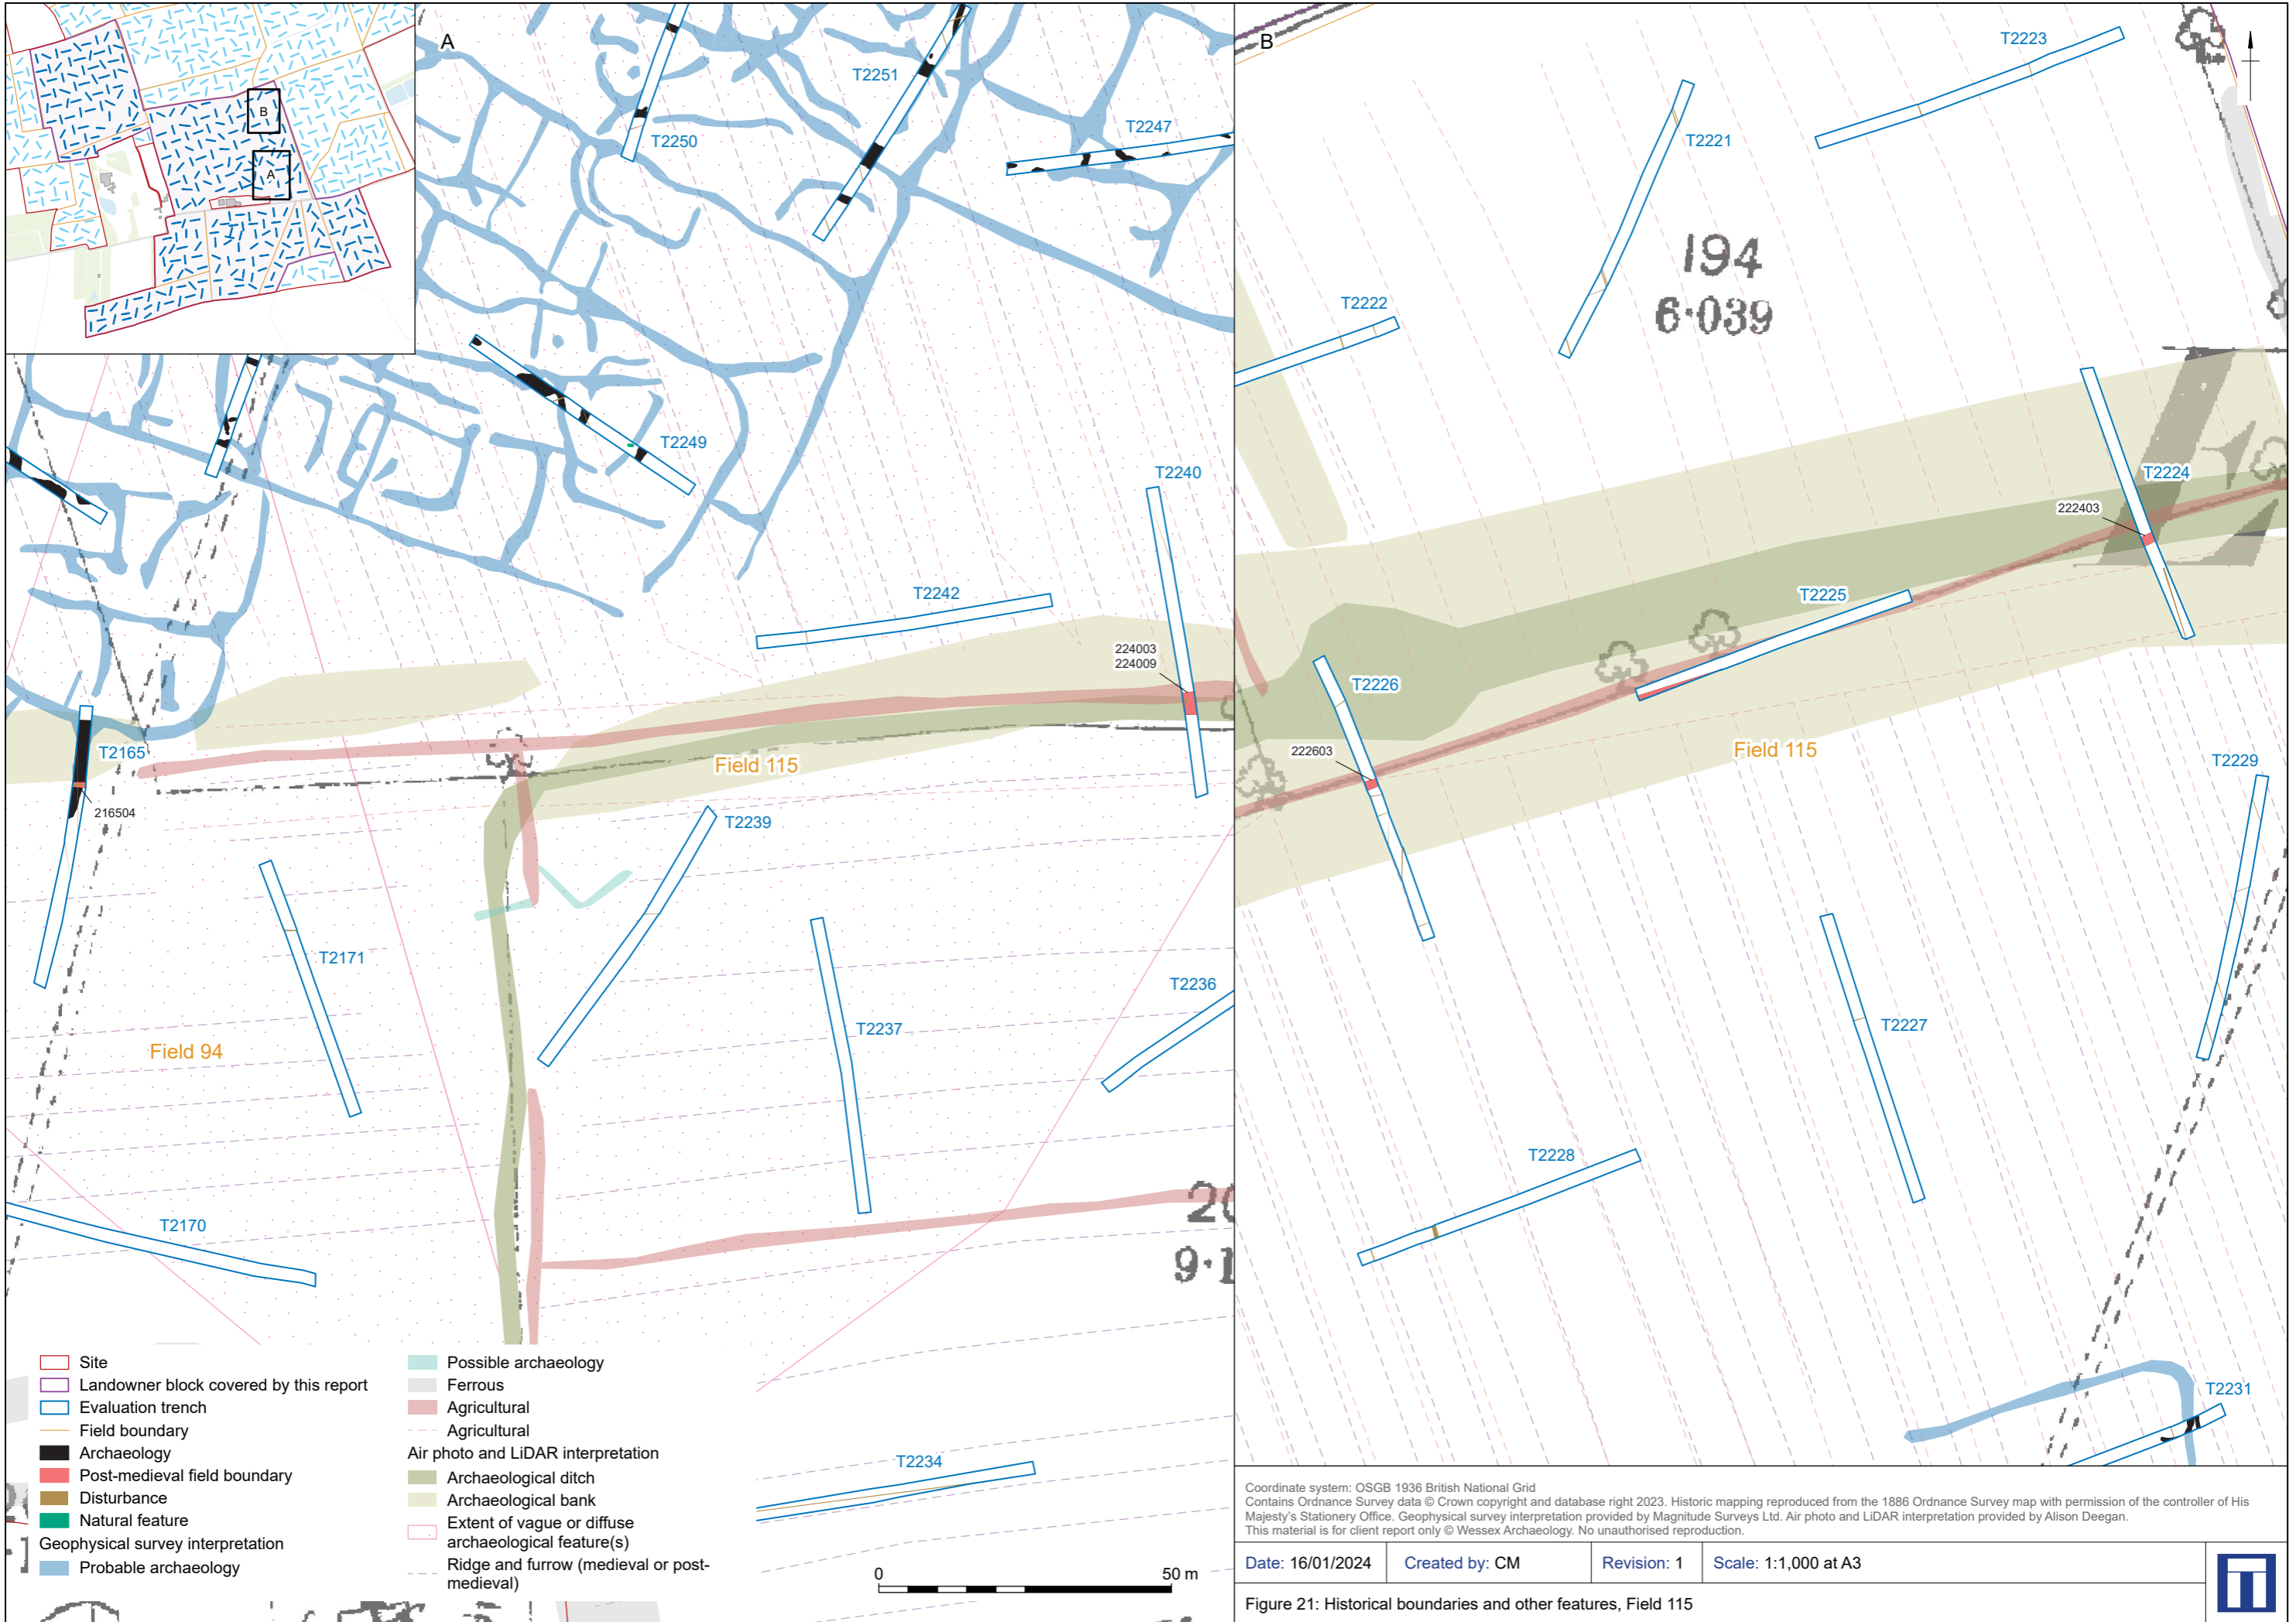 A
B
A
B
T2251
T2250
T2247
T2249
T2240
T2242
224003
224009
T2165
216504
Field 115
T2239
T2171
T2237
T2236
Field 94
T2170
T2234
9·1
T2223
T2221
194
6·039
T2222
T2224
222403
T2225
T2226
222603
Field 115
T2229
T2227
T2228
T2231
Site
Landowner block covered by this report
Evaluation trench
Field boundary
Archaeology
Post-medieval field boundary
Disturbance
Natural feature
Geophysical survey interpretation
Probable archaeology
Possible archaeology
Ferrous
Agricultural
Agricultural
Air photo and LiDAR interpretation
Archaeological ditch
Archaeological bank
Extent of vague or diffuse
archaeological feature(s)
Ridge and furrow (medieval or post-
medieval)
0 50 m
Coordinate system: OSGB 1936 British National Grid
Contains Ordnance Survey data © Crown copyright and database right 2023. Historic mapping reproduced from the 1886 Ordnance Survey map with permission of the controller of His
Majesty's Stationery Office. Geophysical survey interpretation provided by Magnitude Surveys Ltd. Air photo and LiDAR interpretation provided by Alison Deegan.
This material is for client report only © Wessex Archaeology. No unauthorised reproduction.
Date: 16/01/2024 Created by: CM Revision: 1 Scale: 1:1,000 at A3
Figure 21: Historical boundaries and other features, Field 115